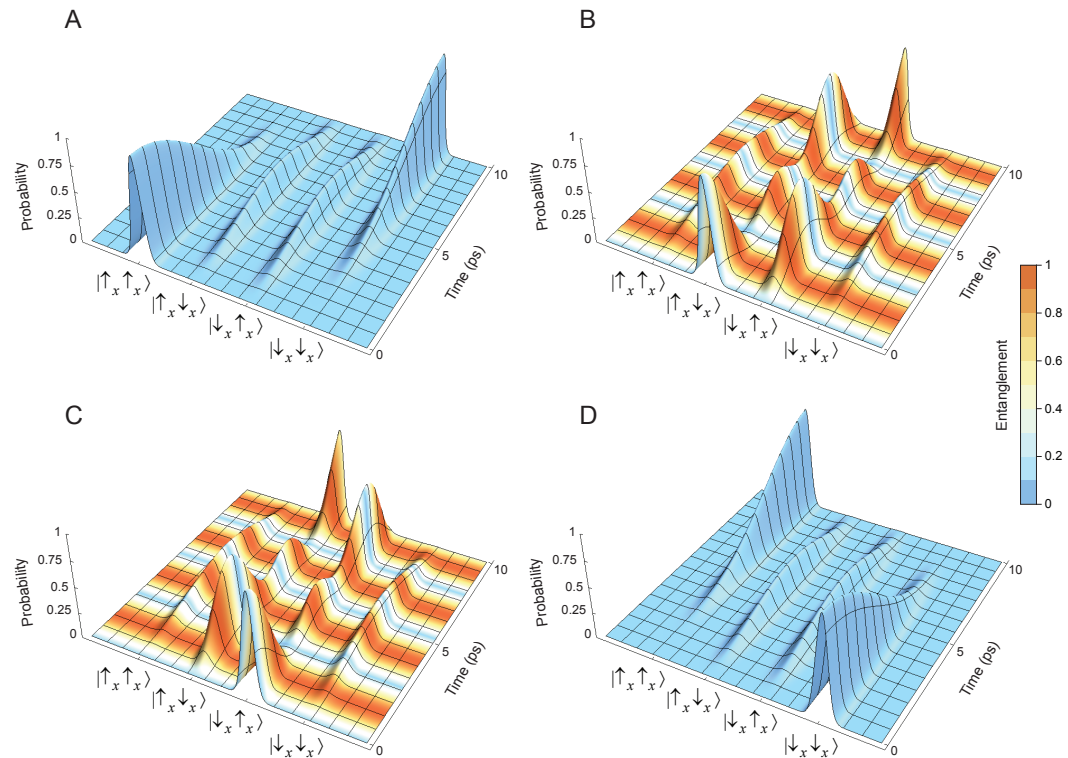 A
1
0.75
0.5
0.25
0
Probability
|↑ₓ ↑ₓ⟩
|↑ₓ ↓ₓ⟩
|↓ₓ ↑ₓ⟩
|↓ₓ ↓ₓ⟩
0
5
10
Time (ps)
B
1
0.75
0.5
0.25
0
Probability
|↑ₓ ↑ₓ⟩
|↑ₓ ↓ₓ⟩
|↓ₓ ↑ₓ⟩
|↓ₓ ↓ₓ⟩
0
5
10
Time (ps)
Entanglement
1
0.8
0.6
0.4
0.2
0
C
1
0.75
0.5
0.25
0
Probability
|↑ₓ ↑ₓ⟩
|↑ₓ ↓ₓ⟩
|↓ₓ ↑ₓ⟩
|↓ₓ ↓ₓ⟩
0
5
10
Time (ps)
D
1
0.75
0.5
0.25
0
Probability
|↑ₓ ↑ₓ⟩
|↑ₓ ↓ₓ⟩
|↓ₓ ↑ₓ⟩
|↓ₓ ↓ₓ⟩
0
5
10
Time (ps)